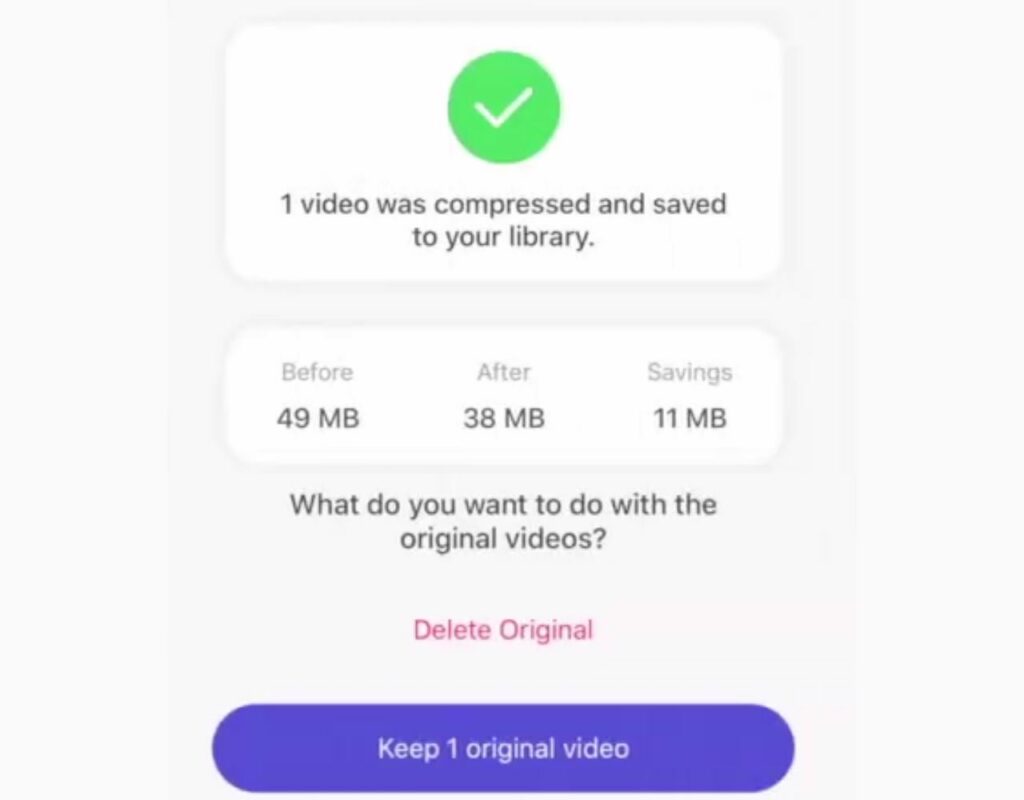 1 video was compressed and saved
to your library.
Before After Savings
49 MB 38 MB 11 MB
What do you want to do with the
original videos?
Delete Original
Keep 1 original video